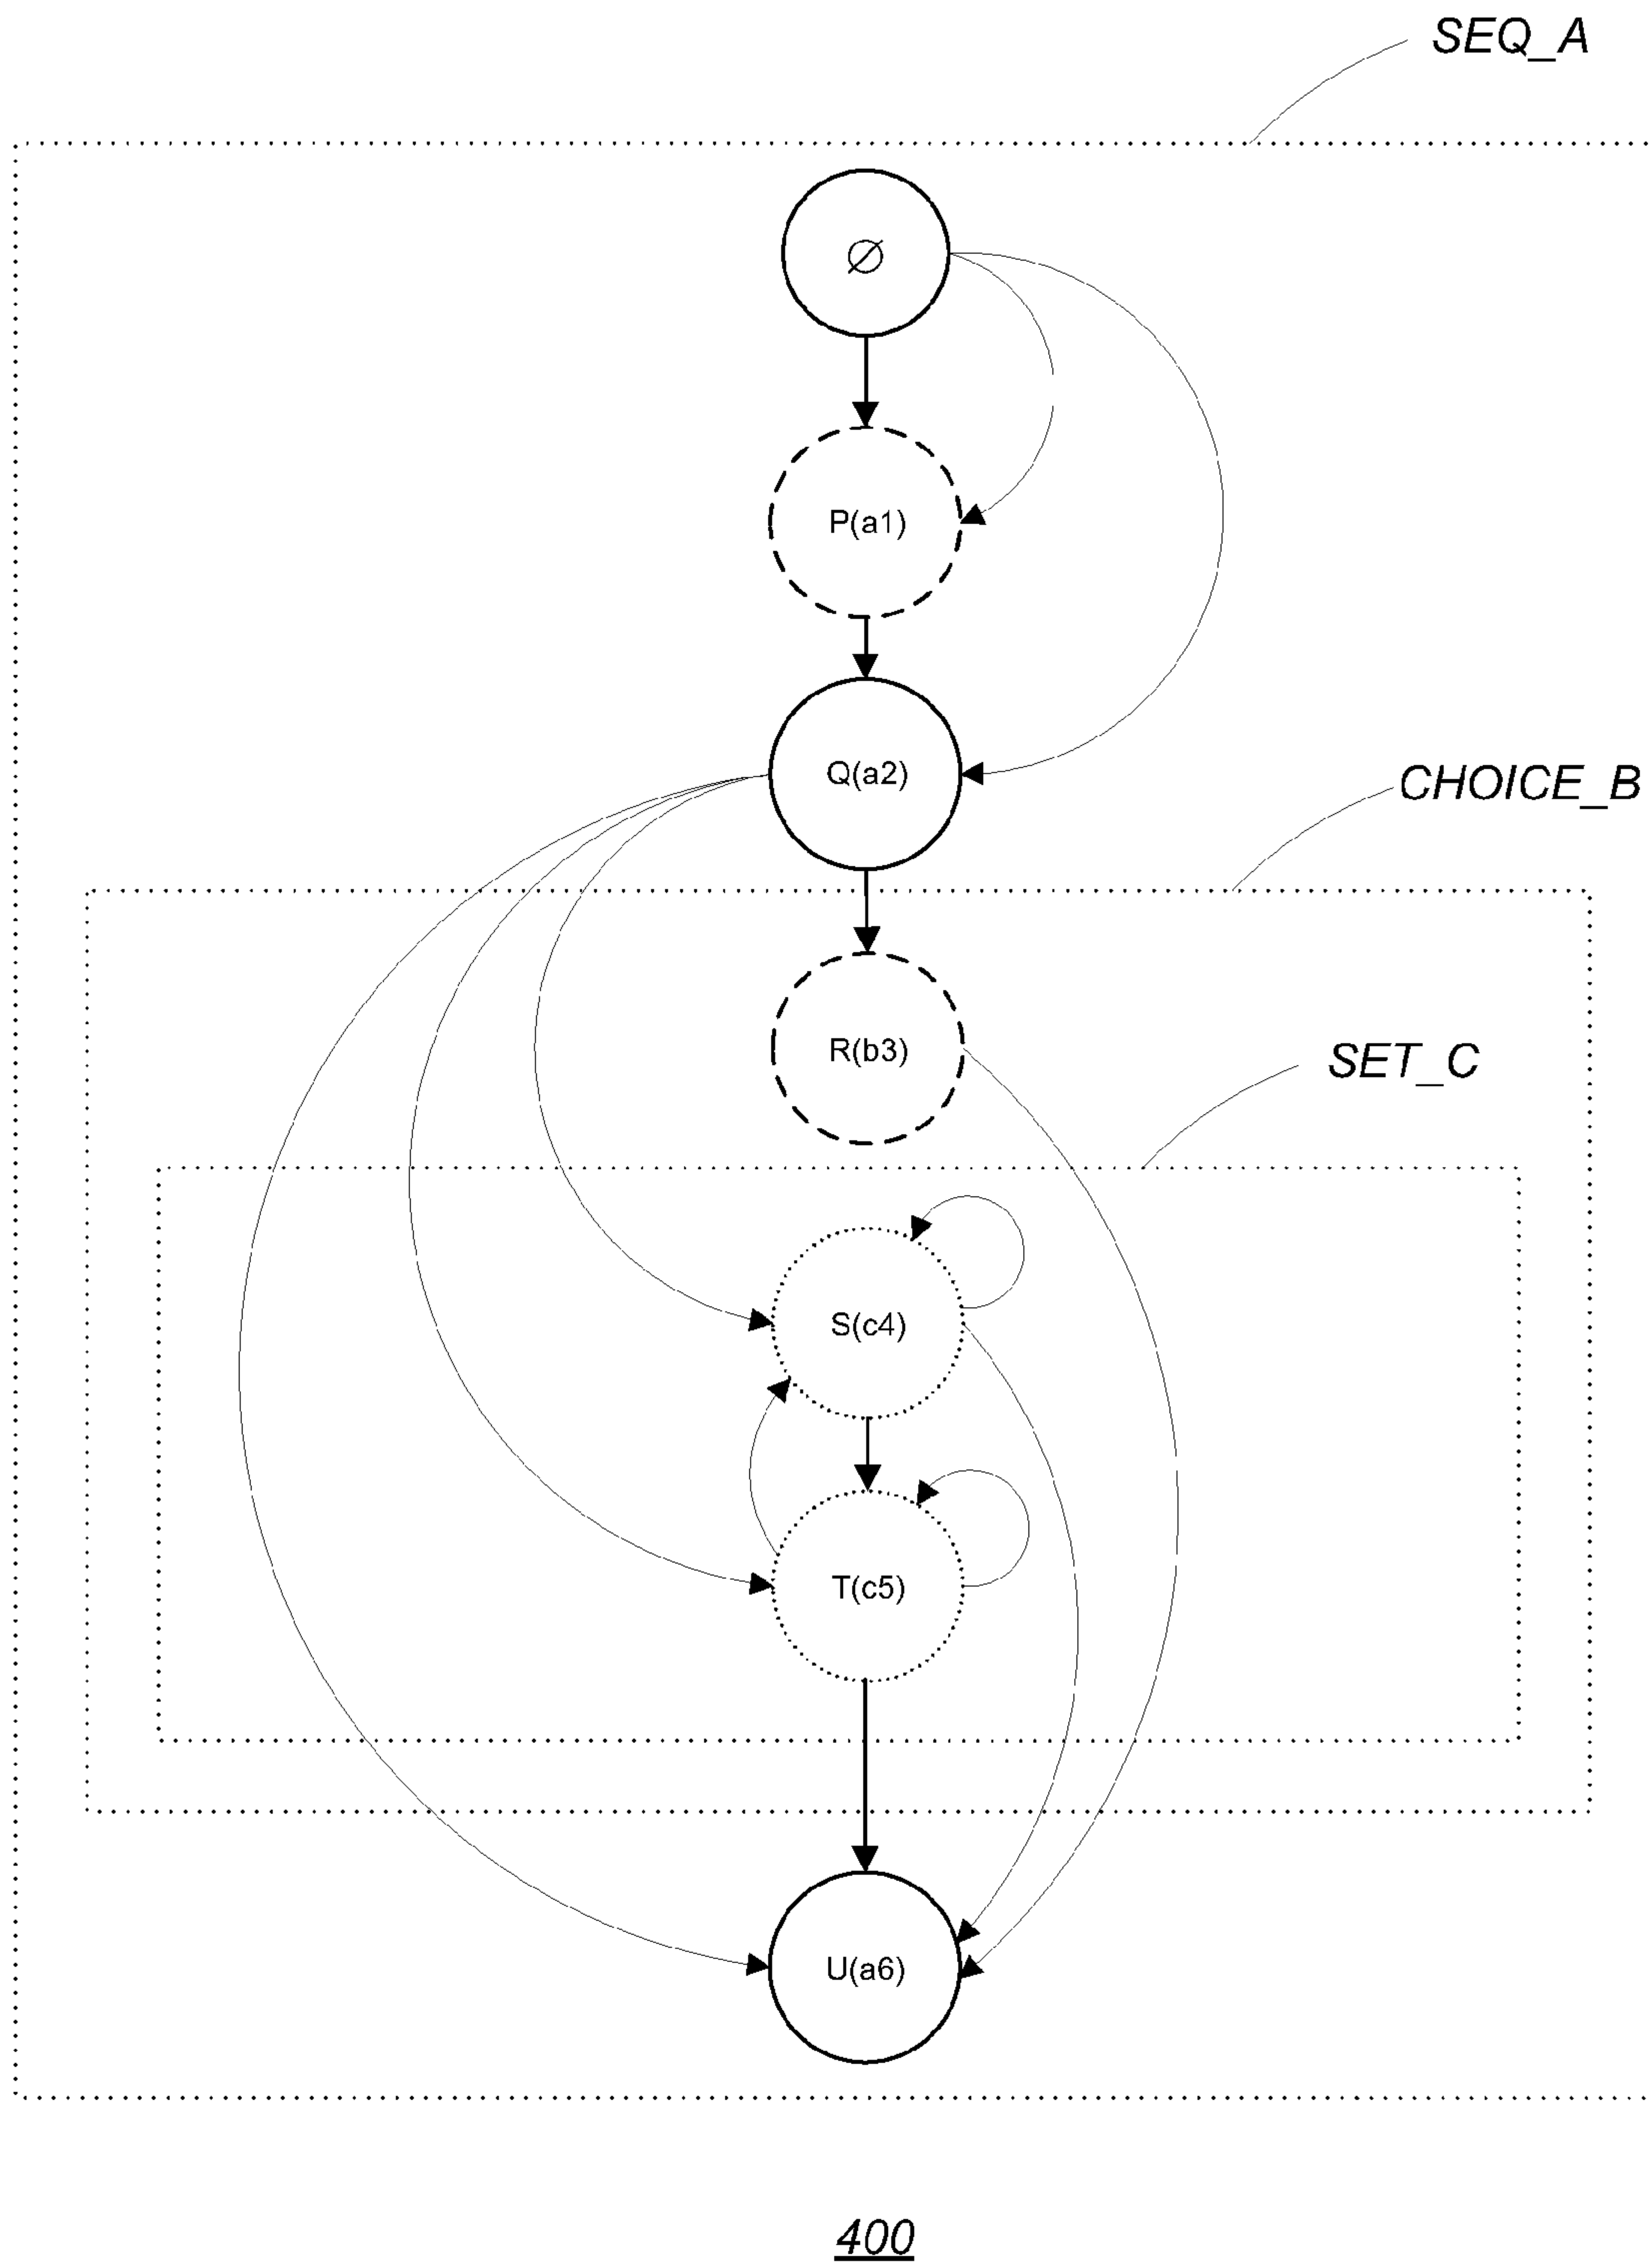 SEQ_A
∅
P(a1)
Q(a2)
CHOICE_B
R(b3)
SET_C
S(c4)
T(c5)
U(a6)
400